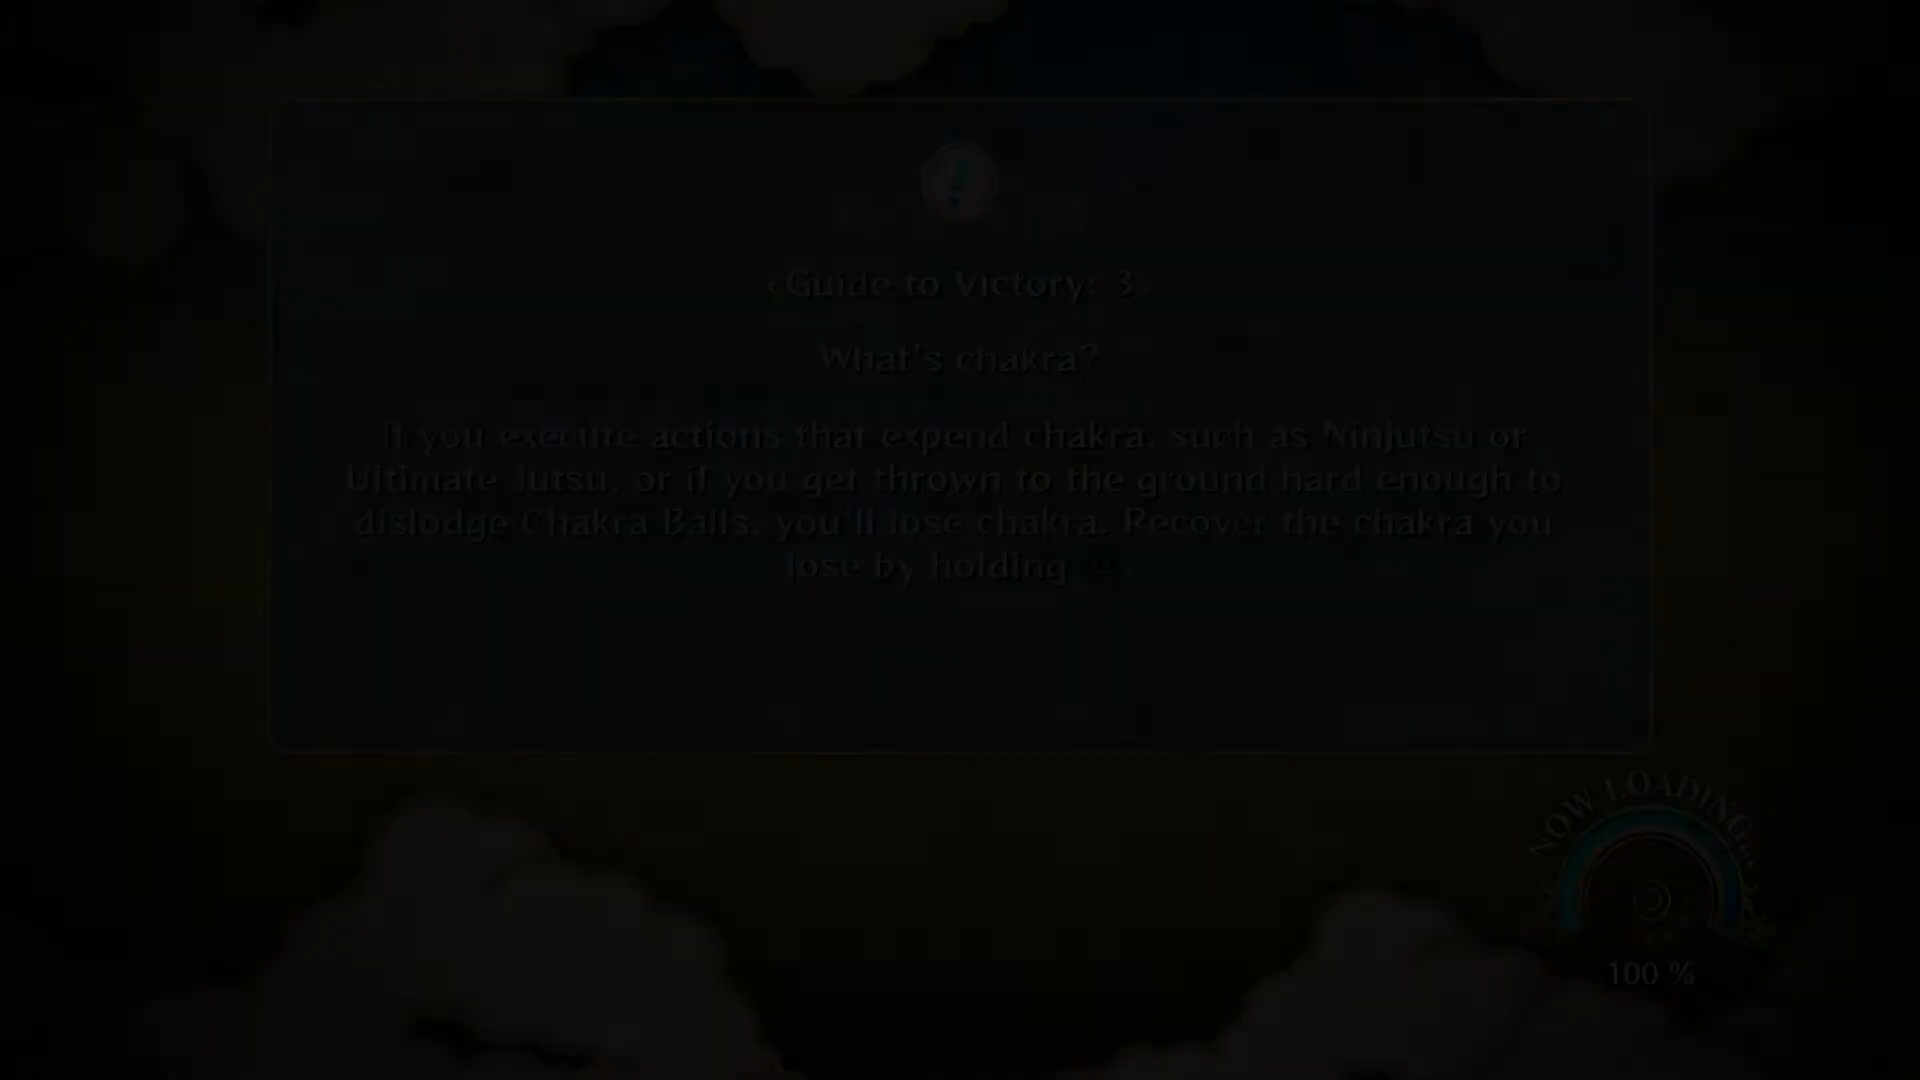 <Guide to Victory: 3>
What's chakra?
If you execute actions that expend chakra, such as Ninjutsu or
Ultimate Jutsu, or if you get thrown to the ground hard enough to
dislodge Chakra Balls, you'll lose chakra. Recover the chakra you
lose by holding
NOW LOADING...
100 %